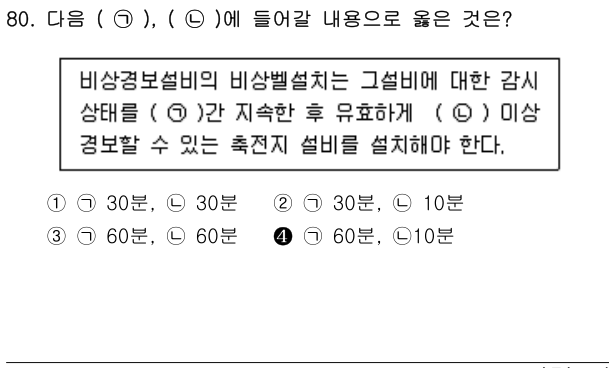 80. 다음 ( ㉠ ), ( ㉡ )에 들어갈 내용으로 옳은 것은?
비상경보설비의 비상벨설치는 그설비에 대한 감시
상태를 ( ㉠ )간 지속한 후 유효하게 ( ㉡ ) 이상
경보할 수 있는 축전지 설비를 설치해야 한다.
① ㉠ 30분, ㉡ 30분 ② ㉠ 30분, ㉡ 10분
③ ㉠ 60분, ㉡ 60분 ❹ ㉠ 60분, ㉡10분